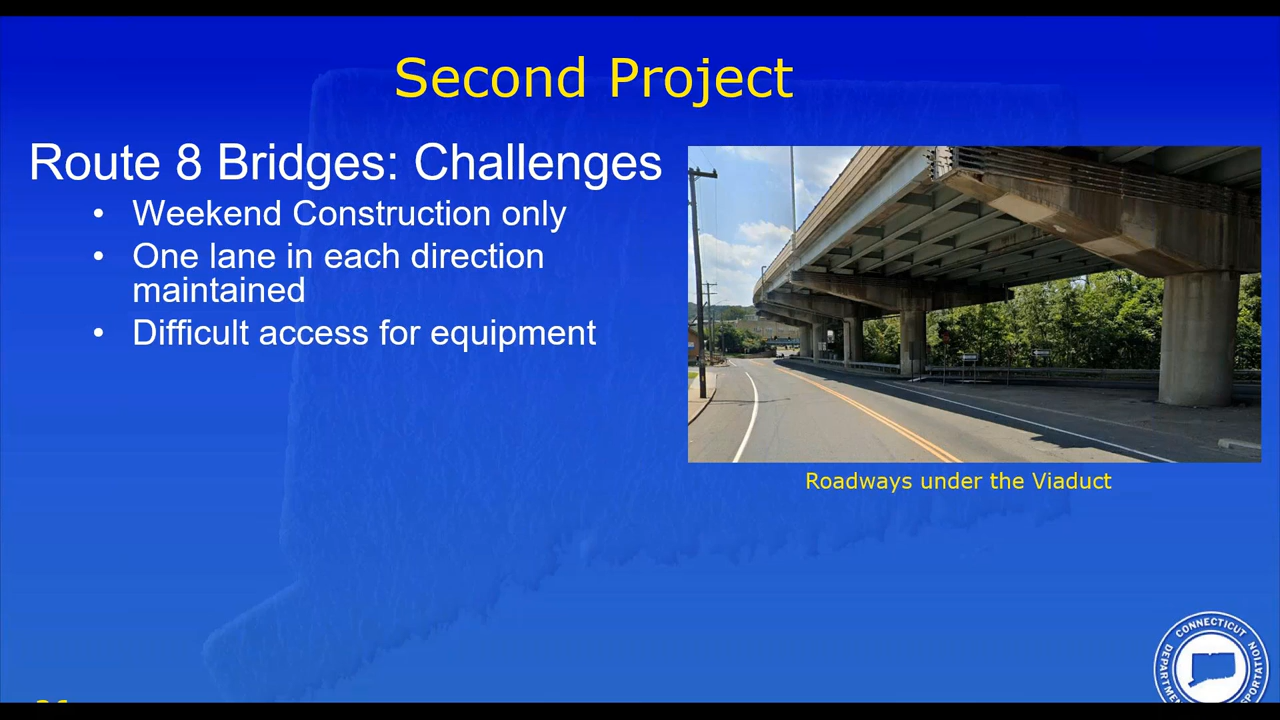 Second Project
Route 8 Bridges: Challenges
• Weekend Construction only
• One lane in each direction
maintained
• Difficult access for equipment
Roadways under the Viaduct
CONNECTICUT